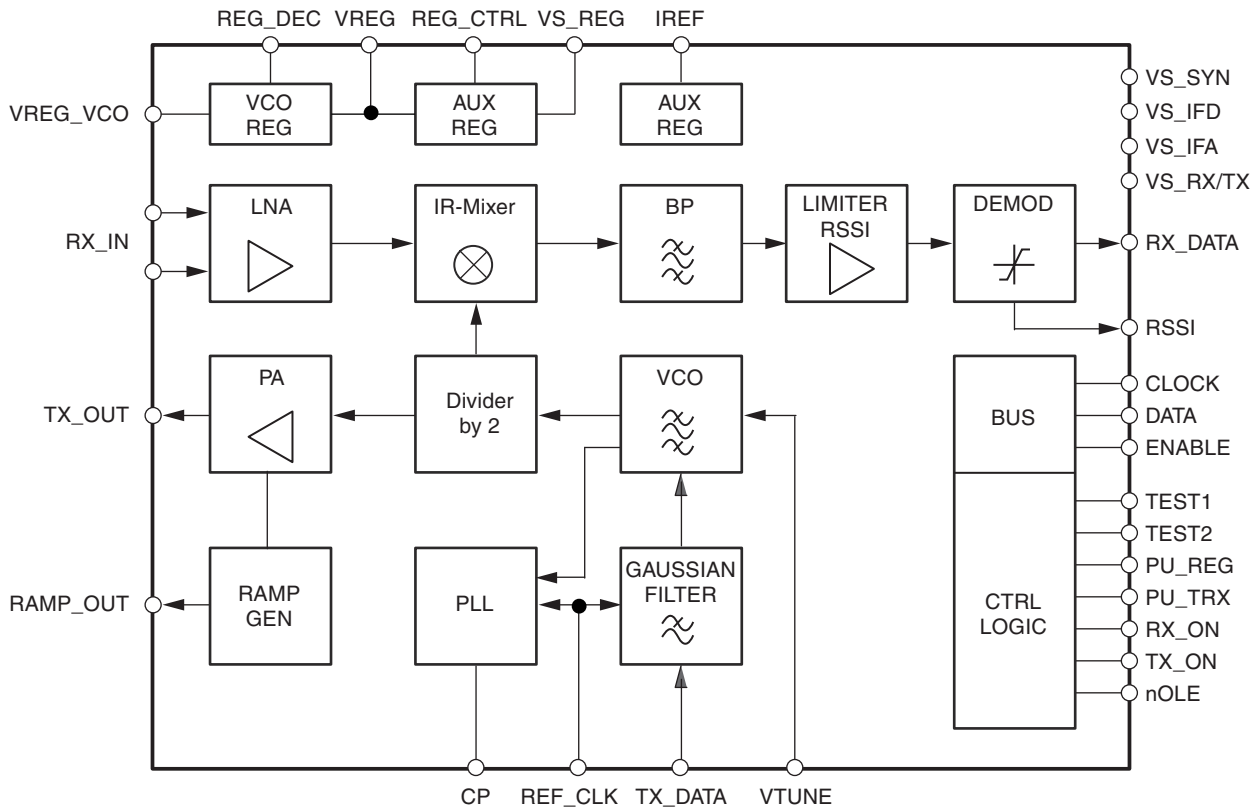 REG_DEC VREG REG_CTRL VS_REG IREF
VREG_VCO
VCO
REG
AUX
REG
AUX
REG
VS_SYN
VS_IFD
VS_IFA
VS_RX/TX
RX_IN
LNA
IR-Mixer
BP
LIMITER
RSSI
DEMOD
RX_DATA
RSSI
TX_OUT
PA
Divider
by 2
VCO
BUS
CLOCK
DATA
ENABLE
RAMP_OUT
RAMP
GEN
PLL
GAUSSIAN
FILTER
CTRL
LOGIC
TEST1
TEST2
PU_REG
PU_TRX
RX_ON
TX_ON
nOLE
CP REF_CLK TX_DATA VTUNE